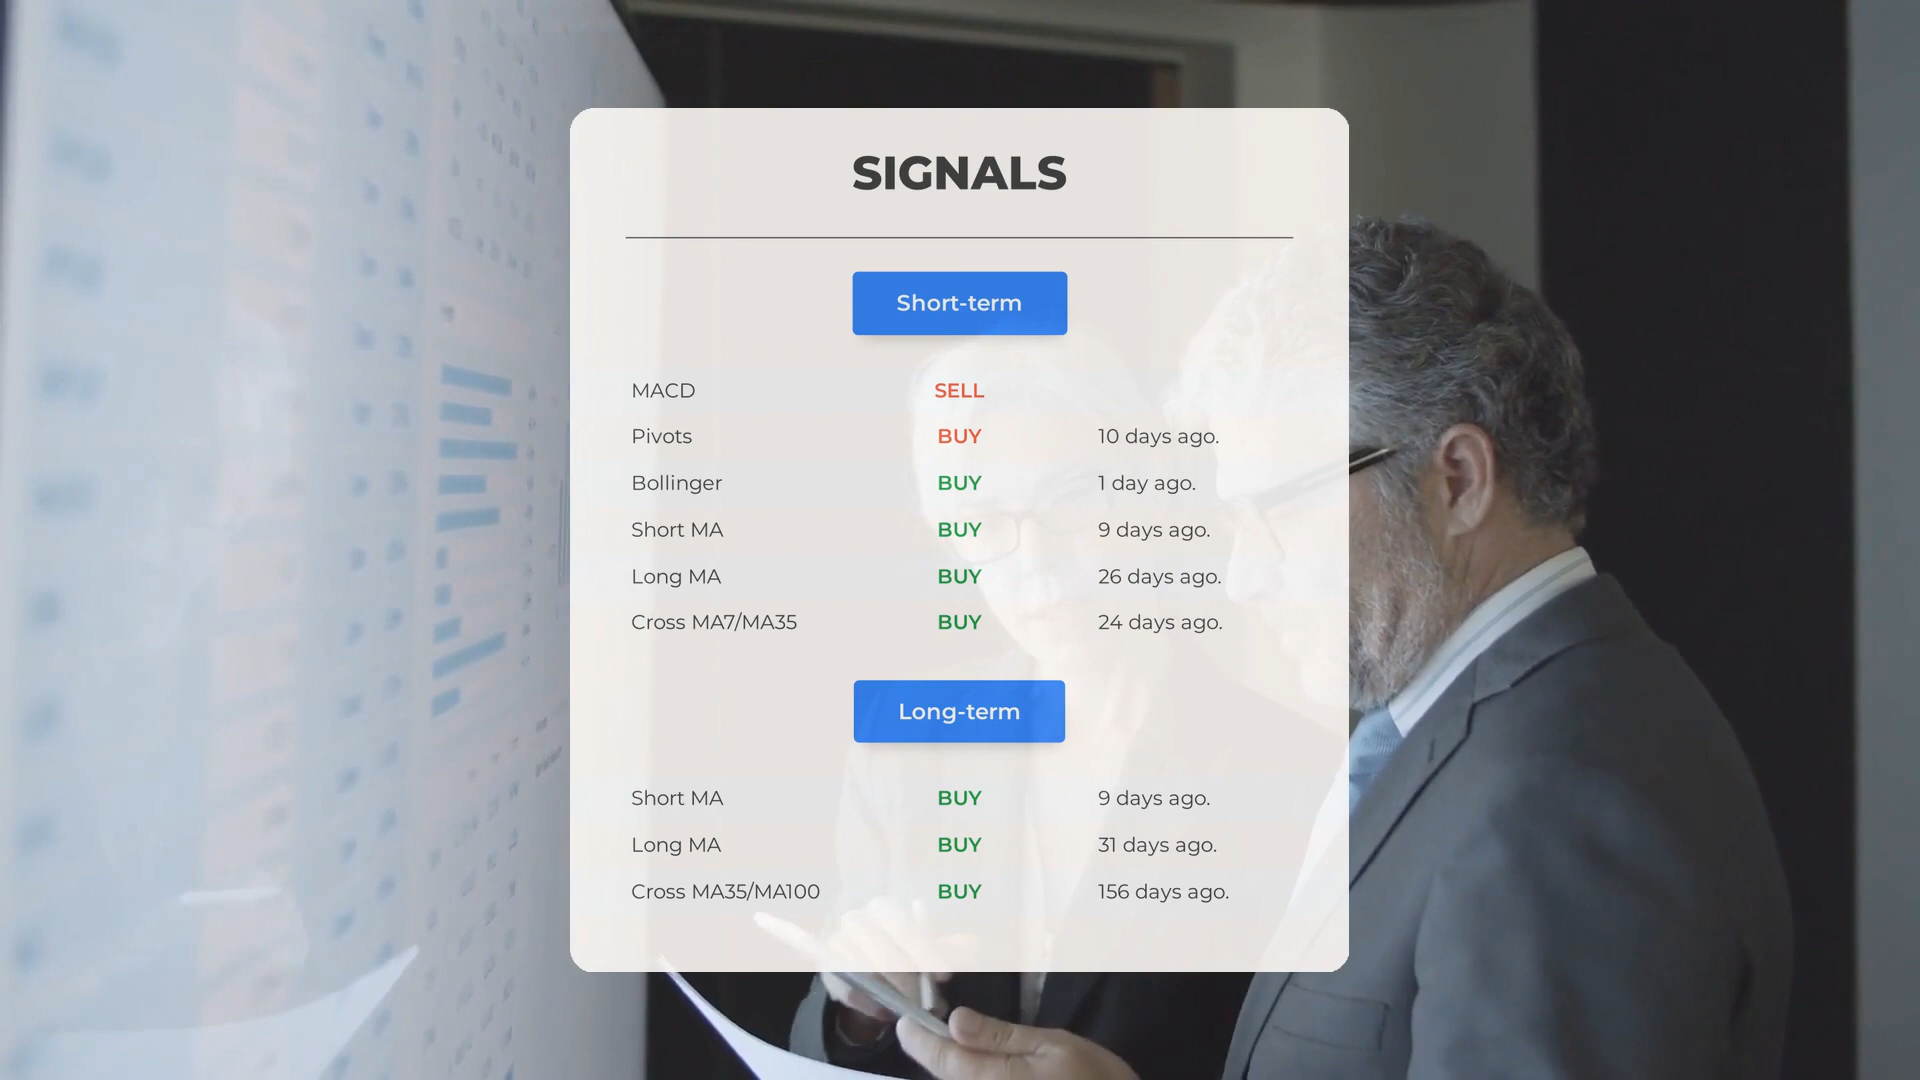 SIGNALS
Short-term
MACD SELL
Pivots BUY 10 days ago.
Bollinger BUY 1 day ago.
Short MA BUY 9 days ago.
Long MA BUY 26 days ago.
Cross MA7/MA35 BUY 24 days ago.
Long-term
Short MA BUY 9 days ago.
Long MA BUY 31 days ago.
Cross MA35/MA100 BUY 156 days ago.